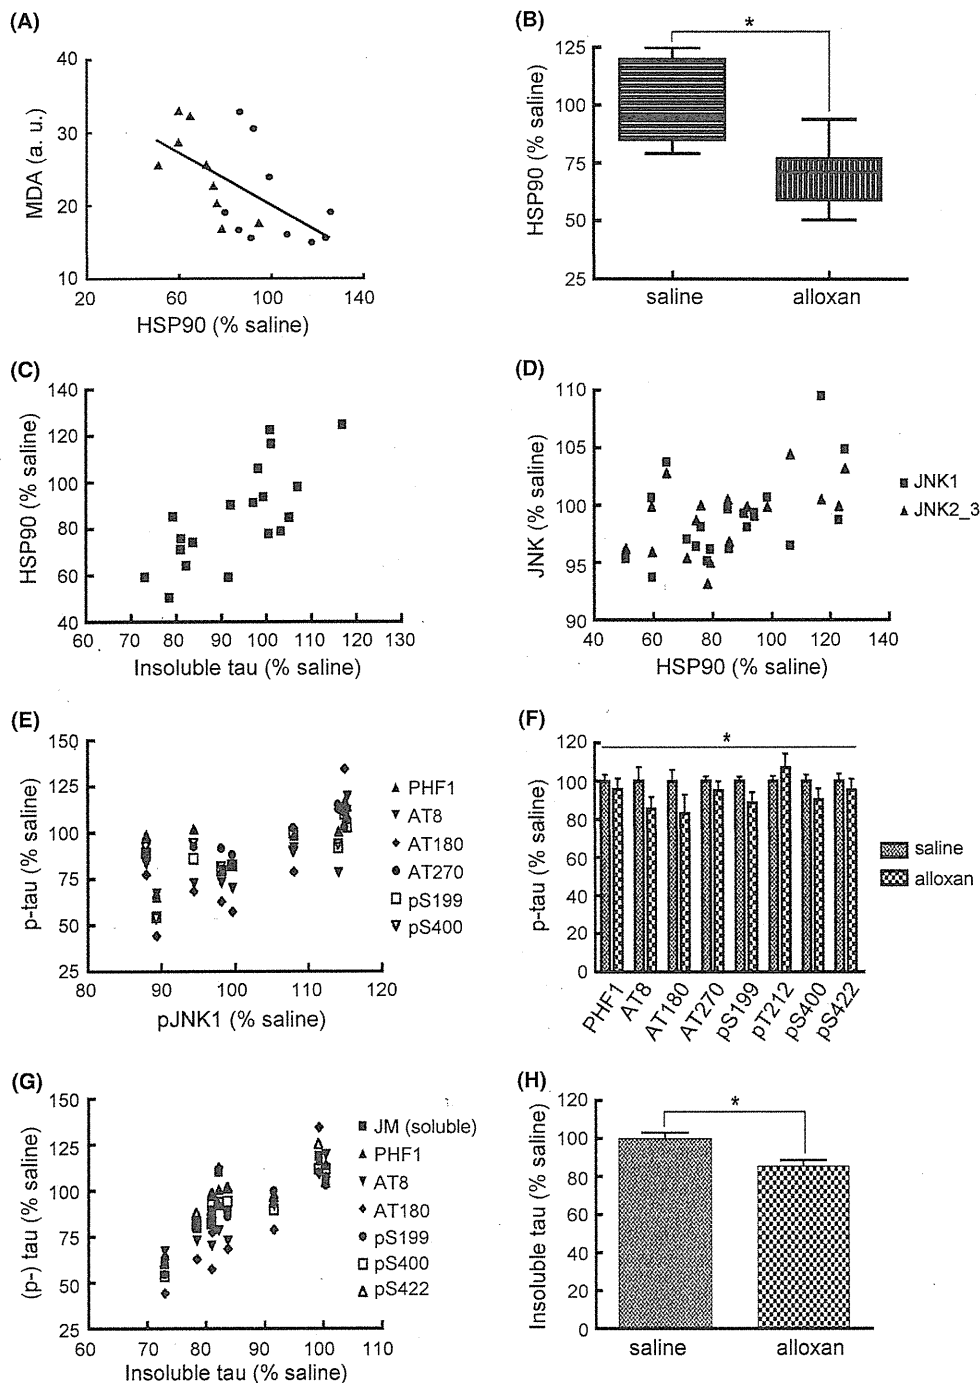 (A)
MDA (a. u.)
40
30
20
10
20 60 100 140
HSP90 (% saline)
(B)
*
HSP90 (% saline)
125
100
75
50
25
saline alloxan
(C)
HSP90 (% saline)
140
120
100
80
60
40
60 70 80 90 100 110 120 130
Insoluble tau (% saline)
(D)
JNK (% saline)
110
105
100
95
90
40 60 80 100 120 140
HSP90 (% saline)
JNK1
JNK2_3
(E)
p-tau (% saline)
150
125
100
75
50
25
80 90 100 110 120
pJNK1 (% saline)
PHF1
AT8
AT180
AT270
pS199
pS400
(F)
*
p-tau (% saline)
120
100
80
60
40
20
0
PHF1 AT8 AT180 AT270 pS199 pT212 pS400 pS422
saline
alloxan
(G)
(p-) tau (% saline)
150
125
100
75
50
25
60 70 80 90 100 110
Insoluble tau (% saline)
JM (soluble)
PHF1
AT8
AT180
pS199
pS400
pS422
(H)
*
Insoluble tau (% saline)
120
100
80
60
40
20
0
saline alloxan